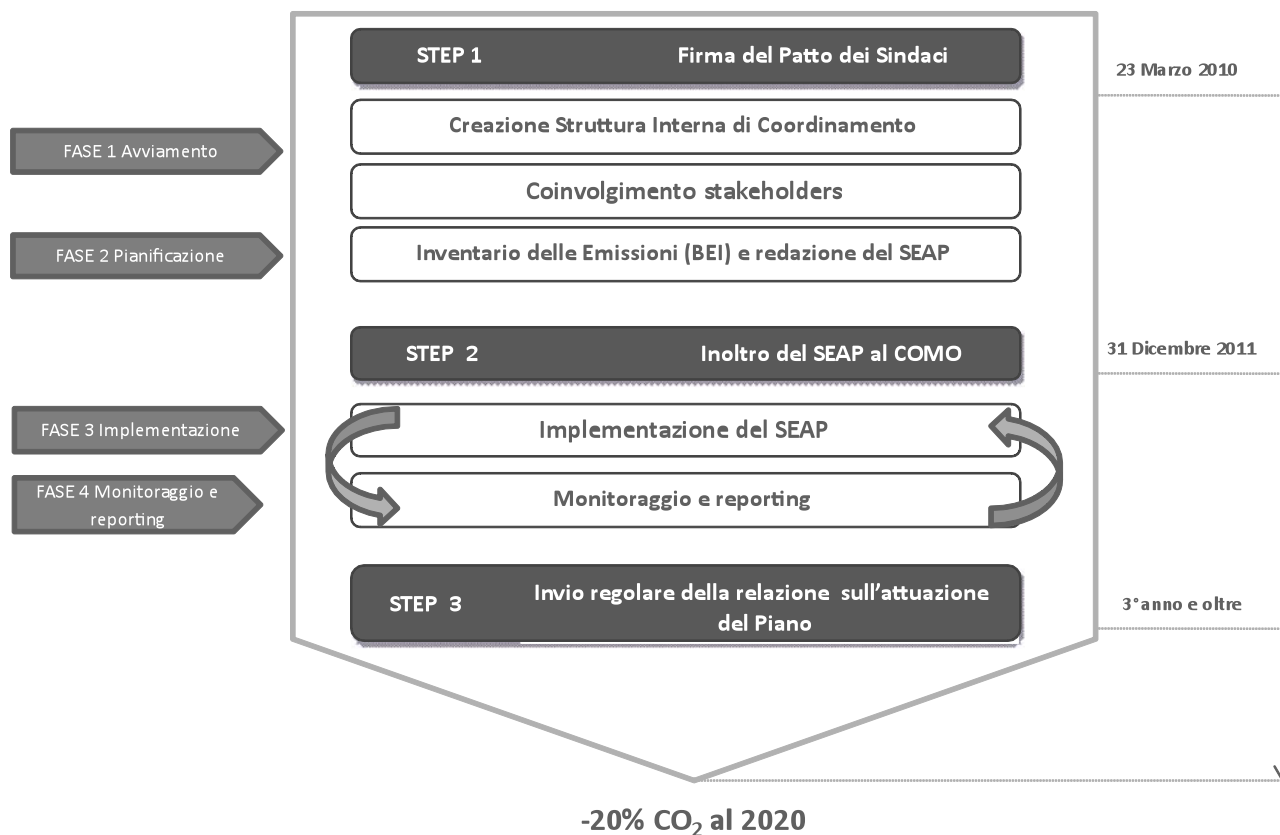 STEP 1 Firma del Patto dei Sindaci
23 Marzo 2010
Creazione Struttura Interna di Coordinamento
FASE 1 Avviamento
Coinvolgimento stakeholders
FASE 2 Pianificazione
Inventario delle Emissioni (BEI) e redazione del SEAP
STEP 2 Inoltro del SEAP al COMO
31 Dicembre 2011
FASE 3 Implementazione
Implementazione del SEAP
FASE 4 Monitoraggio e
reporting
Monitoraggio e reporting
STEP 3 Invio regolare della relazione sull'attuazione
del Piano
3°anno e oltre
-20% CO₂ al 2020